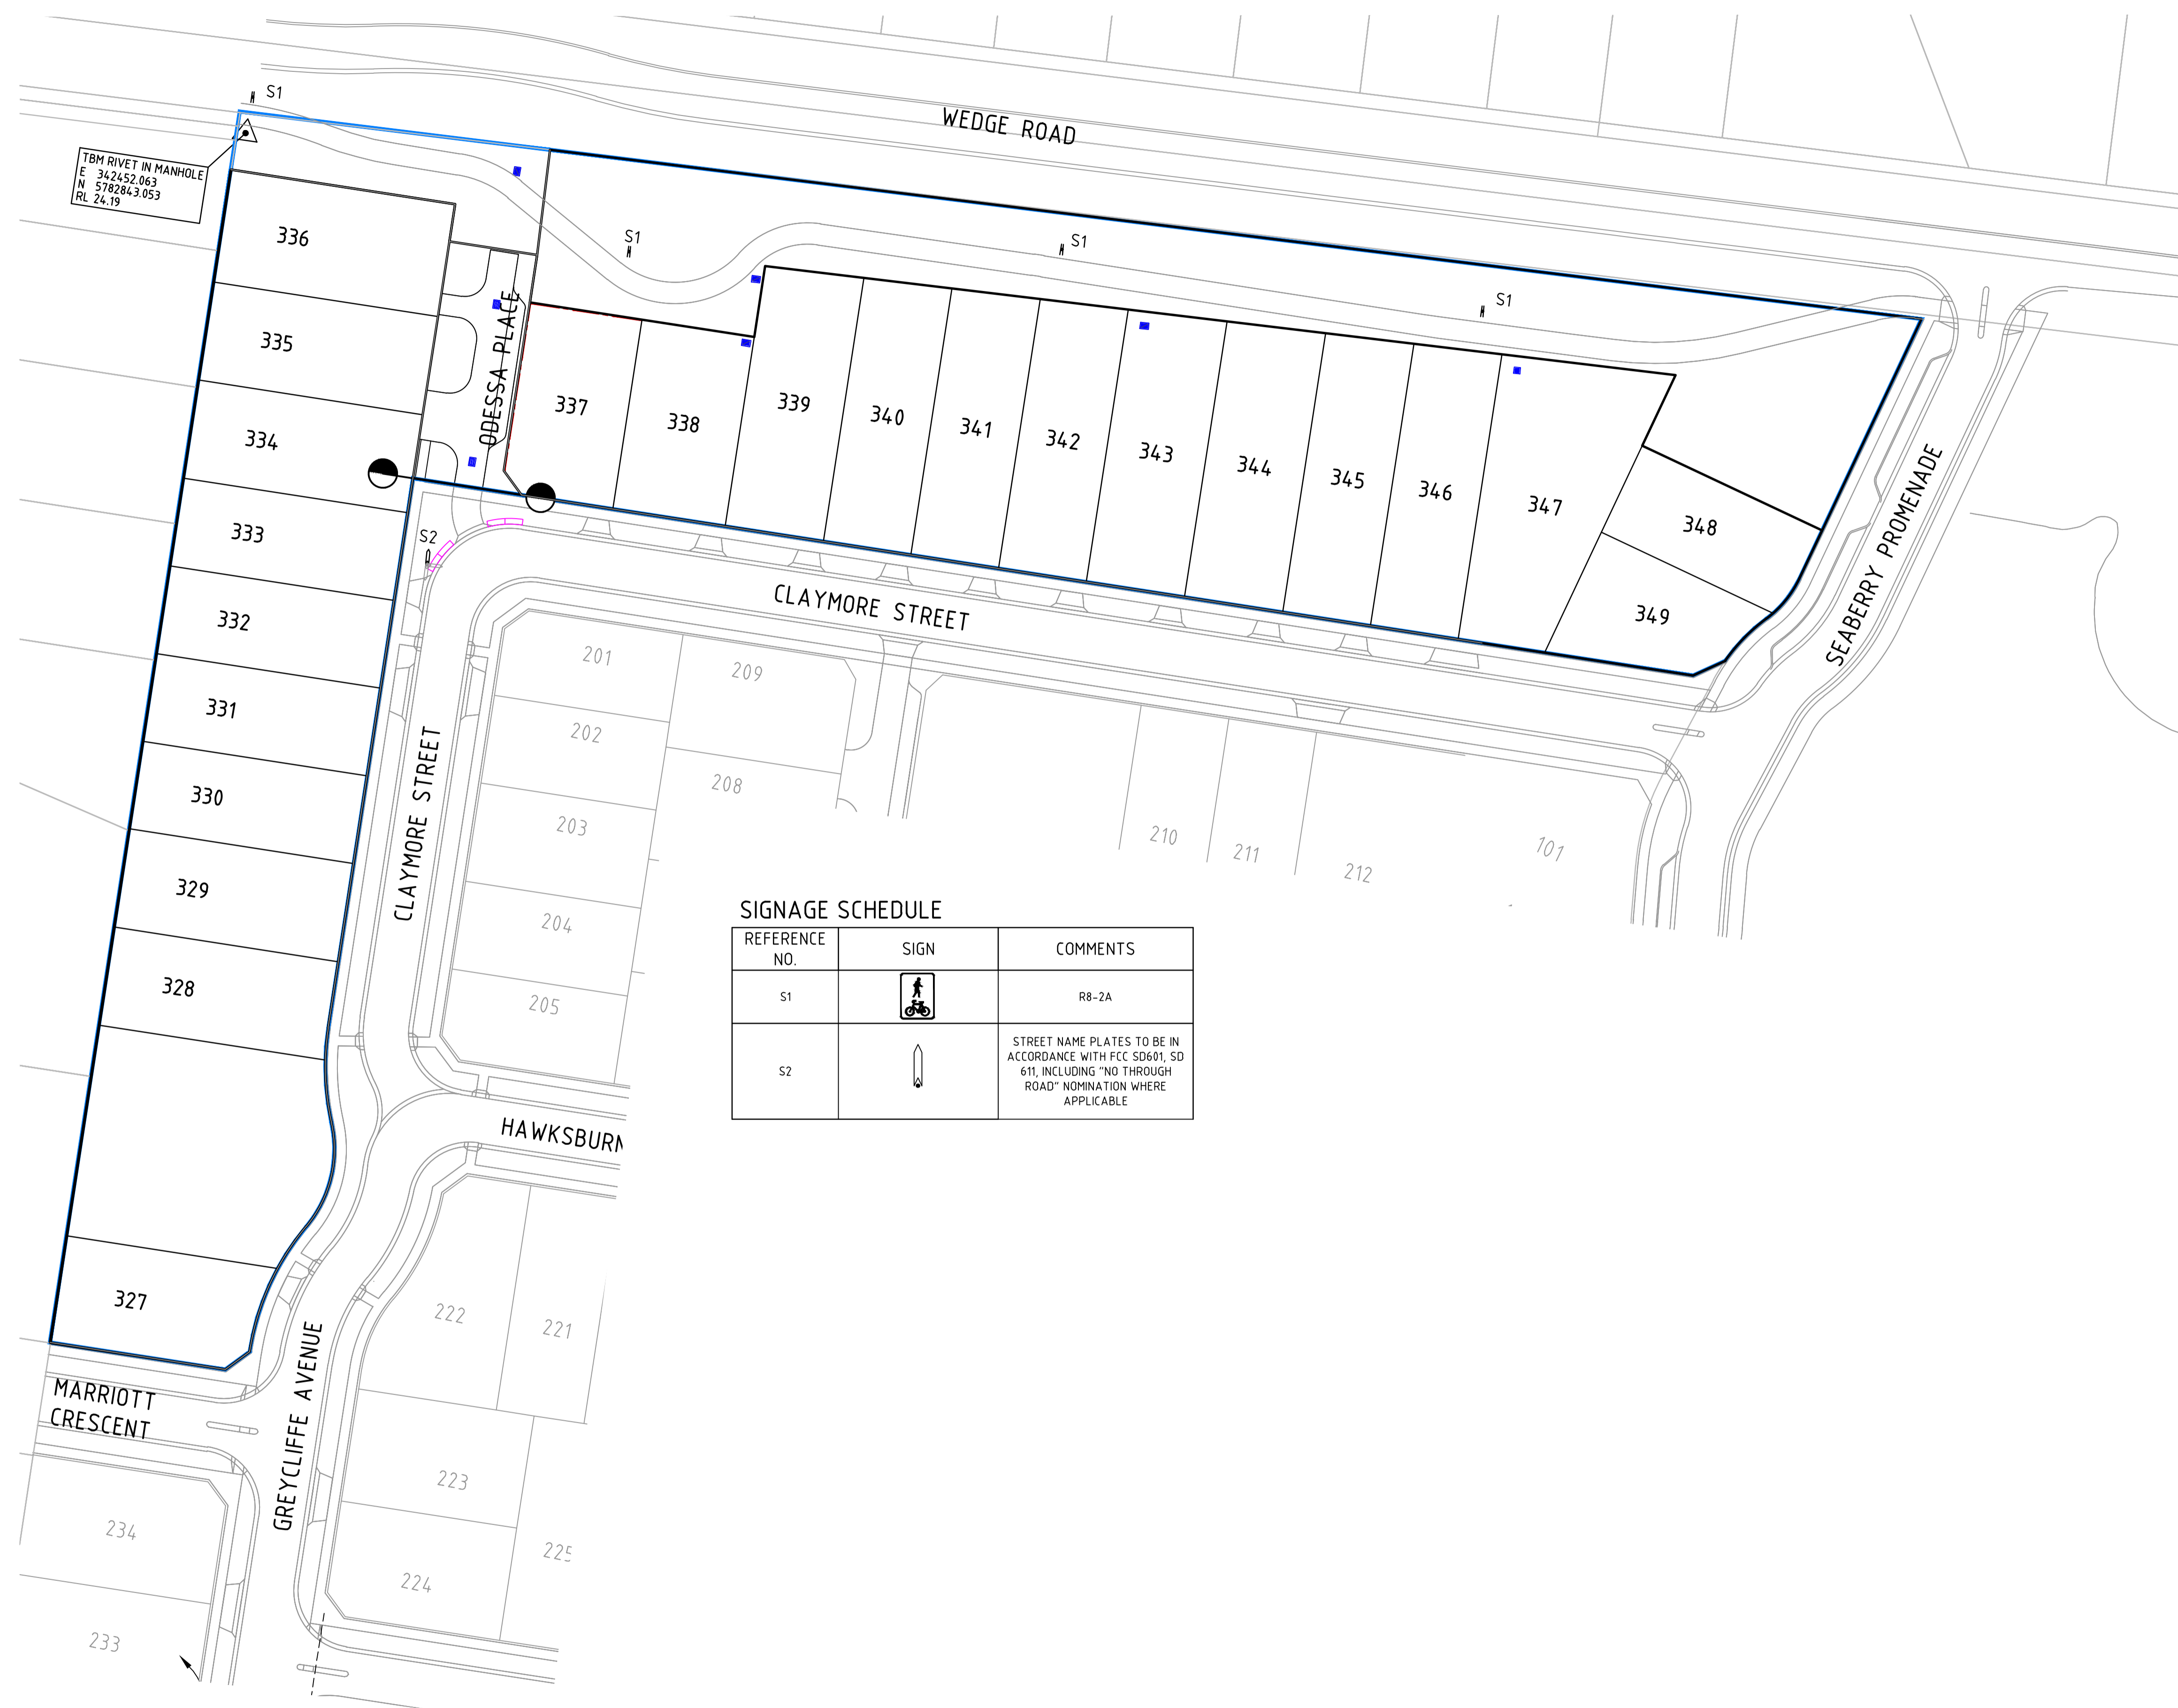 S1
WEDGE ROAD
TBM RIVET IN MANHOLE
E 342452.063
N 5782843.053
RL 24.19
336
S1
S1
S1
335
ODESSA PLACE
337
338
339
340
341
342
343
344
345
346
347
334
348
349
SEABERRY PROMENADE
333
S2
332
CLAYMORE STREET
331
CLAYMORE STREET
330
329
328
201
209
202
208
203
204
205
210
211
212
101
SIGNAGE SCHEDULE
REFERENCE
NO.
SIGN
COMMENTS
S1
R8-2A
S2
STREET NAME PLATES TO BE IN
ACCORDANCE WITH FCC SD601, SD
611, INCLUDING "NO THROUGH
ROAD" NOMINATION WHERE
APPLICABLE
HAWKSBURN
327
222
221
GREYCLIFFE AVENUE
MARRIOTT
CRESCENT
223
234
225
224
233